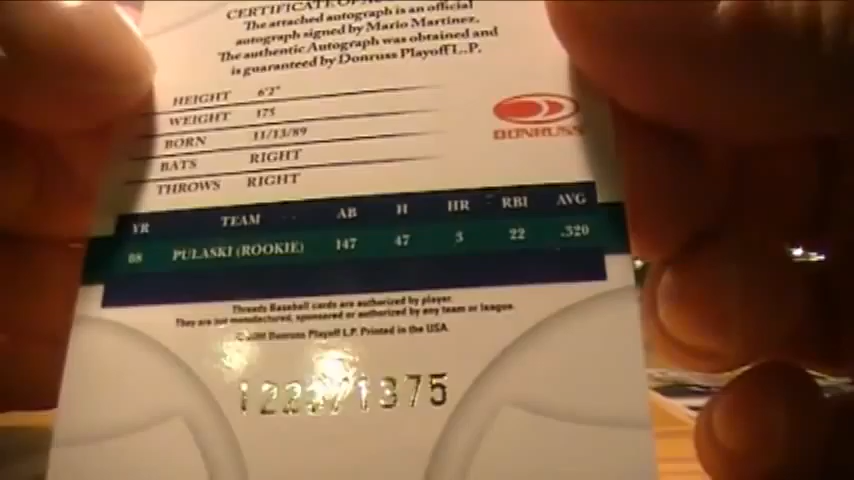 CERTIFICATE OF
The attached autograph is an official
autograph signed by Mario Martinez.
The authentic Autograph was obtained and
is guaranteed by Donruss Playoff L.P.
HEIGHT 6'2"
WEIGHT 175
BORN 11/13/89
BATS RIGHT
THROWS RIGHT
DONRUSS
YR TEAM AB H HR RBI AVG
08 PULASKI (ROOKIE) 147 47 3 22 .320
Threads Baseball cards are authorized by player.
They are not manufactured, sponsored or authorized by any team or league.
Donruss Playoff L.P. Printed in the USA.
1375